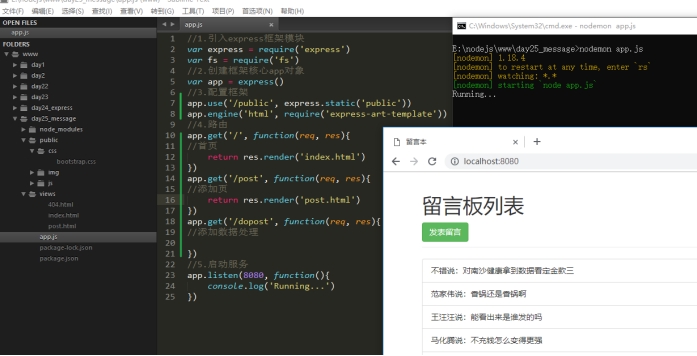 文件(F) 编辑(E) 选择(S) 查找(I) 查看(V) 转到(G) 工具(T) 项目(P) 首选项(N) 帮助(H)
OPEN FILES
app.js
FOLDERS
www
day1
day2
day22
day23
day24_express
day25_message
node_modules
public
css
bootstrap.css
img
js
views
404.html
index.html
post.html
app.js
package-lock.json
package.json
app.js
1 //1.引入express框架模块
2 var express = require('express')
3 var fs = require('fs')
4 //2.创建框架核心app对象
5 var app = express()
6 //3.配置框架
7 app.use('/public', express.static('public'))
8 app.engine('html', require('express-art-template'))
9 //4.路由
10 app.get('/', function(req, res){
11 //首页
12 return res.render('index.html')
13 })
14 app.get('/post', function(req, res){
15 //添加页
16 return res.render('post.html')
17 })
18 app.get('/dopost', function(req, res){
19 //添加数据处理
20
21 })
22 //5.启动服务
23 app.listen(8080, function(){
24 console.log('Running...')
25 })
C:\Windows\System32\cmd.exe - nodemon app.js
E:\nodejs\www\day25_message>nodemon app.js
[nodemon] 1.18.4
[nodemon] to restart at any time, enter `rs`
[nodemon] watching: *.*
[nodemon] starting `node app.js`
Running...
留言本
localhost:8080
留言板列表
发表留言
不错说：对南沙健康拿到数据看定金款三
范家伟说：香锅还是香锅啊
王汪汪说：能看出来是谁发的吗
马化腾说：不充钱怎么变得更强